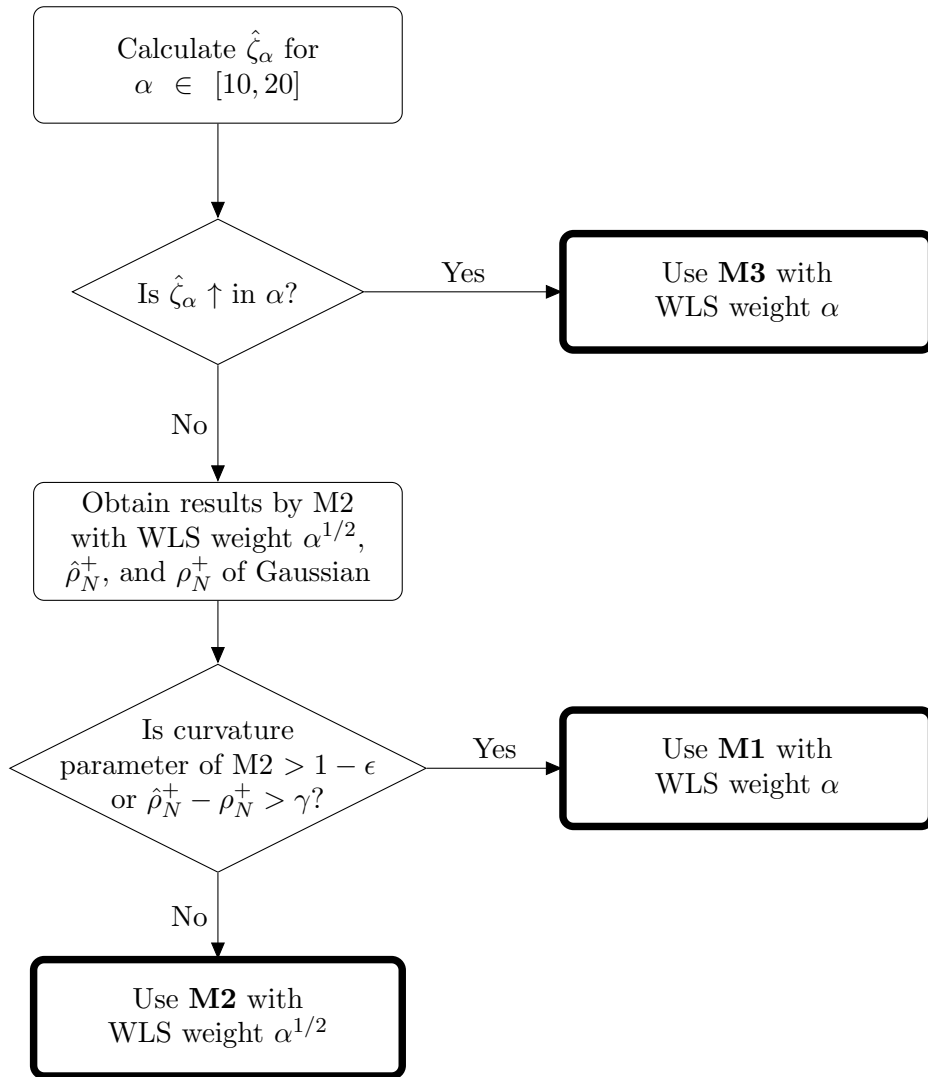 Calculate $\hat{\zeta}_\alpha$ for
$\alpha \in [10, 20]$
Is $\hat{\zeta}_\alpha \uparrow$ in $\alpha$?
Yes
Use **M3** with
WLS weight $\alpha$
No
Obtain results by M2
with WLS weight $\alpha^{1/2}$,
$\hat{\rho}_N^+$, and $\rho_N^+$ of Gaussian
Is curvature
parameter of M2 $> 1 - \epsilon$
or $\hat{\rho}_N^+ - \rho_N^+ > \gamma$?
Yes
Use **M1** with
WLS weight $\alpha$
No
Use **M2** with
WLS weight $\alpha^{1/2}$